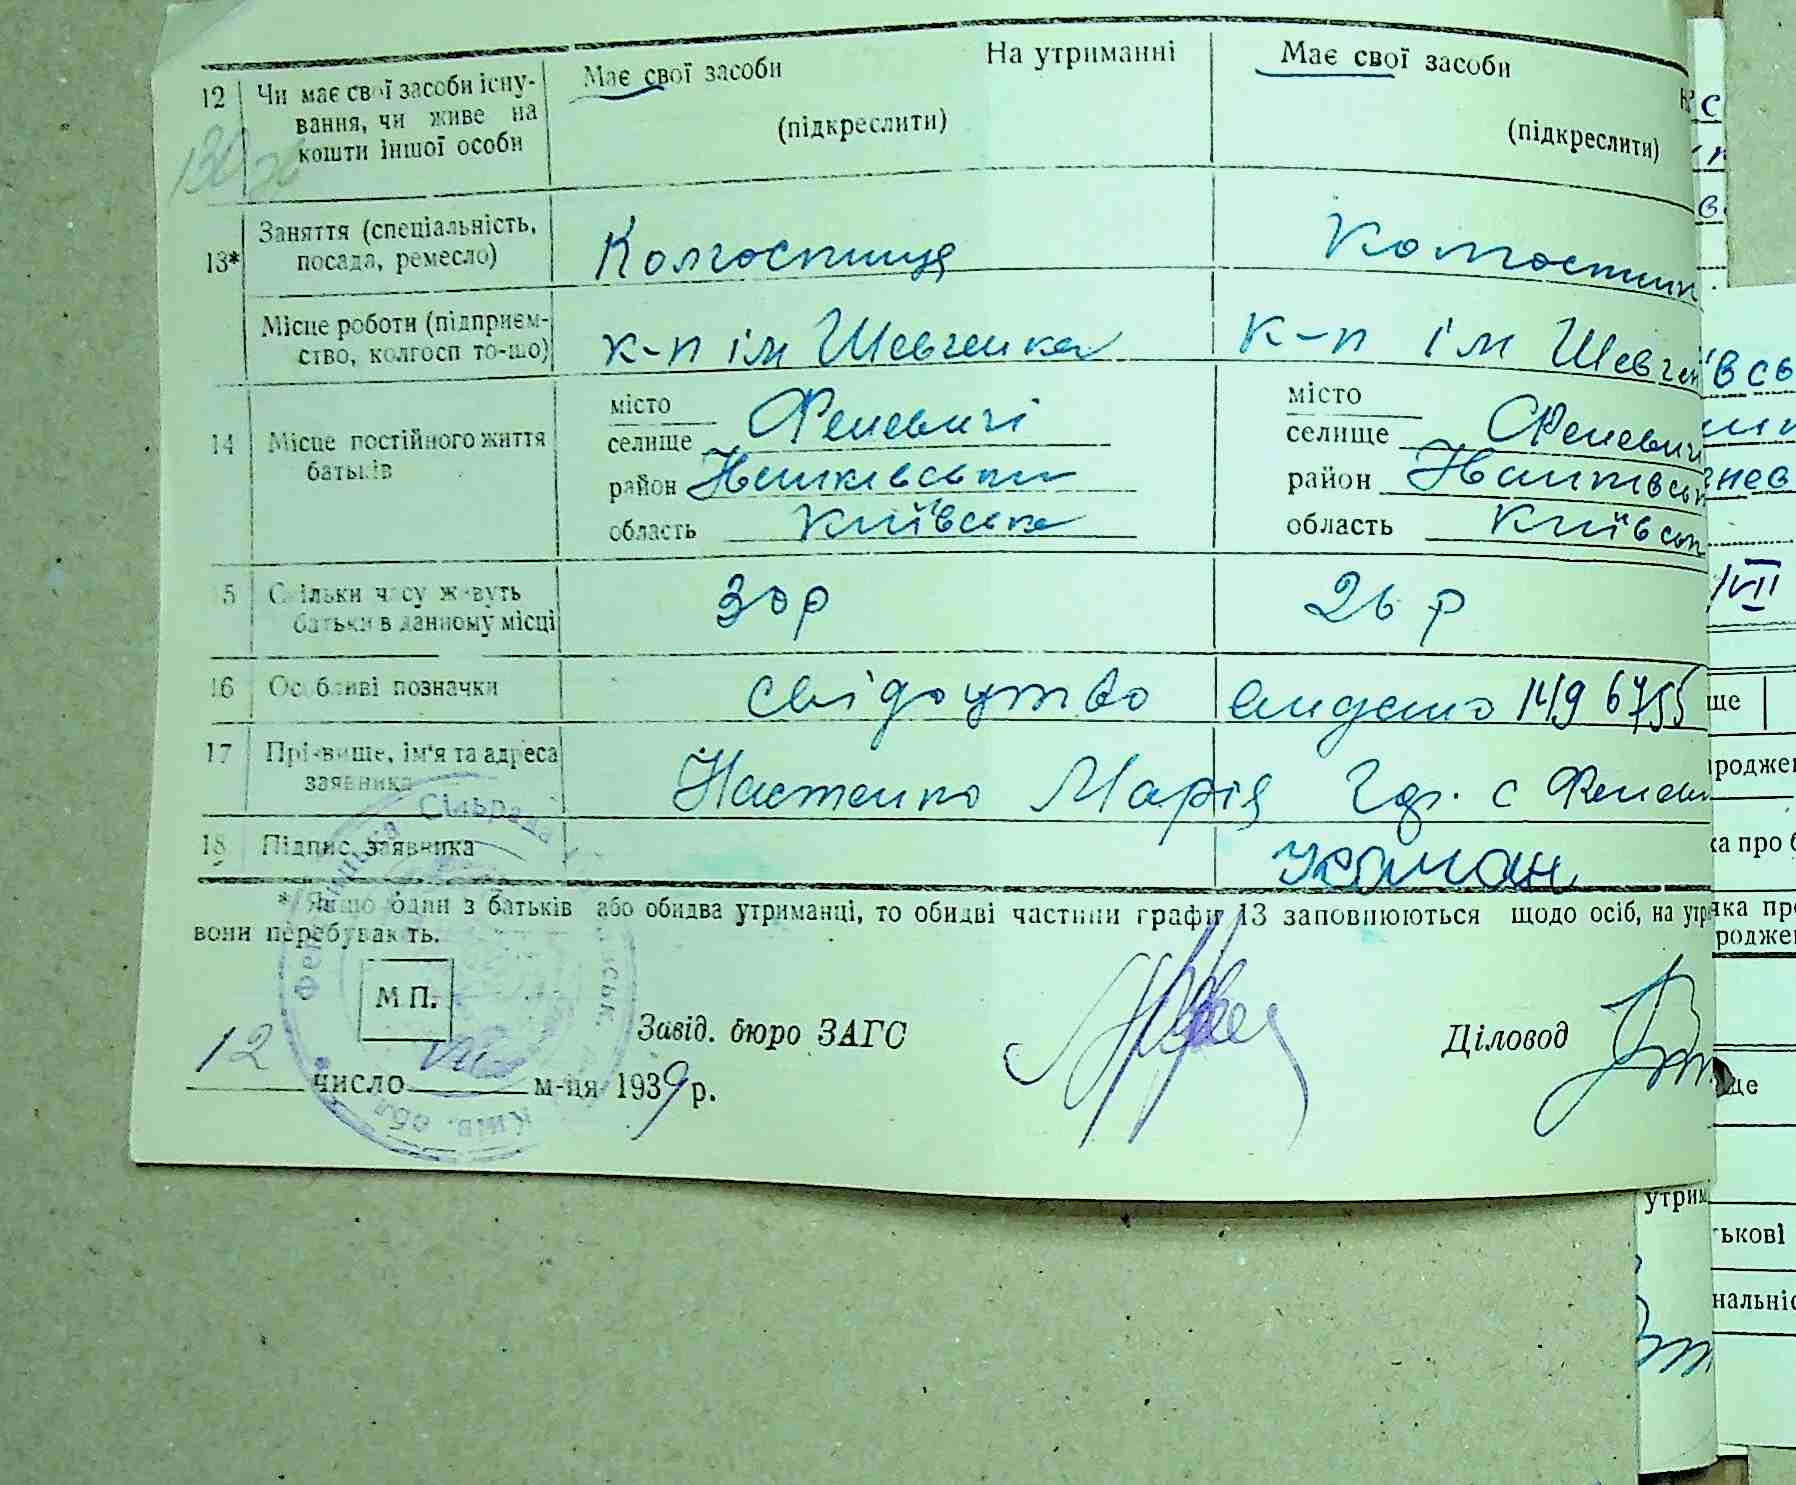 12 Чи має свої засоби існу- Має свої засоби На утриманні Має свої засоби
вання, чи живе на (підкреслити) (підкреслити)
кошти іншої особи
13* Заняття (спеціальність, Колгоспниця Колгоспник
посада, ремесло)
Місце роботи (підприєм- к-п ім Шевченка к-п ім Шевчен
ство, колгосп то-що)
14 Місце постійного життя батьків
місто місто
селище Феневичі селище Феневичі
район район
область Київська область Київськ
15 Скільки часу живуть 30 р 26 р
батьки в данному місці
16 Особливі позначки свідоцтво видано 149 6755
17 Прізвище, ім'я та адреса
заявника Настенко Марія Гр. с Феневи
18 Підпис заявника
* Якщо один з батьків або обидва утриманці, то обидві частини графи 13 заповнюються щодо осіб, на утр
вони перебувають.
М П.
Завід. бюро ЗАГС Діловод
12 число м-ця 1939 р.